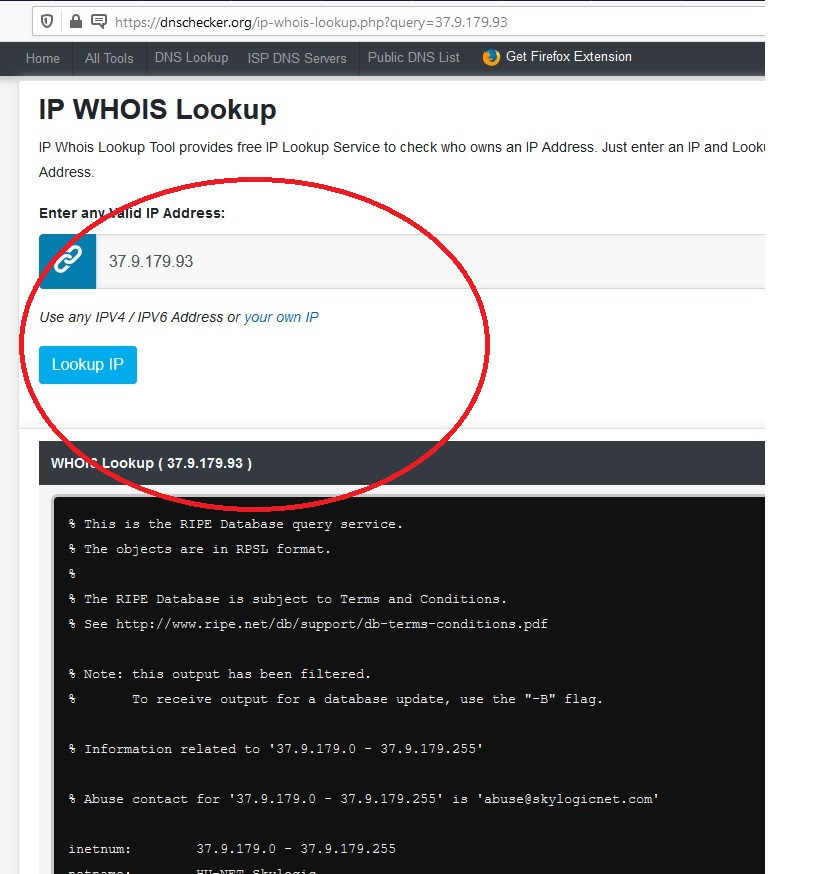 https://dnschecker.org/ip-whois-lookup.php?query=37.9.179.93
Home All Tools DNS Lookup ISP DNS Servers Public DNS List Get Firefox Extension
IP WHOIS Lookup
IP Whois Lookup Tool provides free IP Lookup Service to check who owns an IP Address. Just enter an IP and
Address.
Enter any Valid IP Address:
37.9.179.93
Use any IPV4 / IPV6 Address or your own IP
Lookup IP
WHOIS Lookup ( 37.9.179.93 )
% This is the RIPE Database query service.
% The objects are in RPSL format.
%
% The RIPE Database is subject to Terms and Conditions.
% See http://www.ripe.net/db/support/db-terms-conditions.pdf
% Note: this output has been filtered.
% To receive output for a database update, use the "-B" flag.
% Information related to '37.9.179.0 - 37.9.179.255'
% Abuse contact for '37.9.179.0 - 37.9.179.255' is 'abuse@skylogicnet.com'
inetnum: 37.9.179.0 - 37.9.179.255